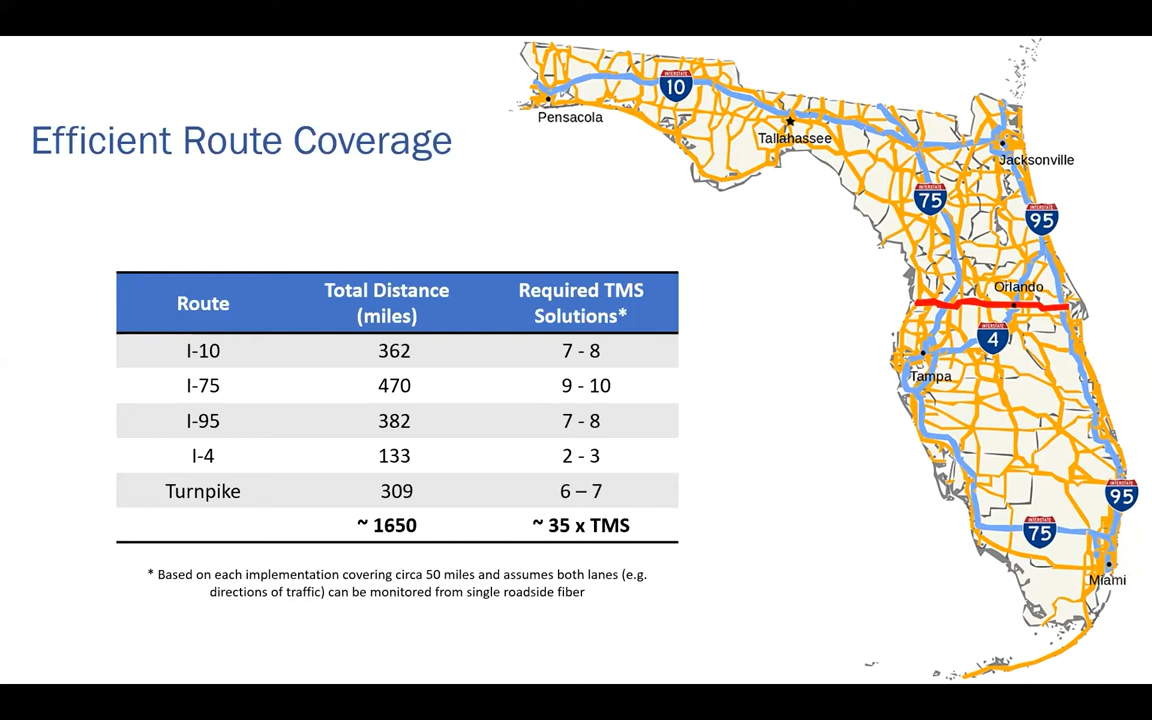 Efficient Route Coverage
Route
Total Distance
(miles)
Required TMS
Solutions*
I-10 362 7 - 8
I-75 470 9 - 10
I-95 382 7 - 8
I-4 133 2 - 3
Turnpike 309 6 – 7
~ 1650 ~ 35 x TMS
* Based on each implementation covering circa 50 miles and assumes both lanes (e.g.
directions of traffic) can be monitored from single roadside fiber
INTERSTATE
10
Pensacola
Tallahassee
Jacksonville
INTERSTATE
75
INTERSTATE
95
Orlando
INTERSTATE
4
Tampa
INTERSTATE
95
INTERSTATE
75
Miami